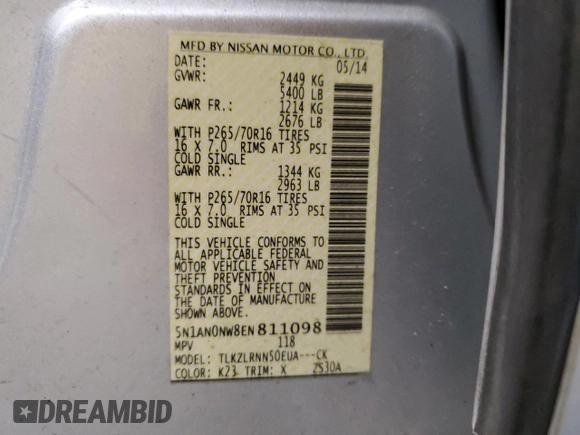 MFD BY NISSAN MOTOR CO., LTD.
DATE: 05/14
GVWR: 2449 KG
5400 LB
GAWR FR.: 1214 KG
2676 LB
WITH P265/70R16 TIRES
16 X 7.0 RIMS AT 35 PSI
COLD SINGLE
GAWR RR.: 1344 KG
2963 LB
WITH P265/70R16 TIRES
16 X 7.0 RIMS AT 35 PSI
COLD SINGLE
THIS VEHICLE CONFORMS TO
ALL APPLICABLE FEDERAL
MOTOR VEHICLE SAFETY AND
THEFT PREVENTION
STANDARDS IN EFFECT ON
THE DATE OF MANUFACTURE
SHOWN ABOVE.
5N1AN0NW8EN811098
MPV 118
MODEL: TLKZLRNN50EUA---CK
COLOR: K23 TRIM: X ZS30A
DREAMBID
DREAMBID